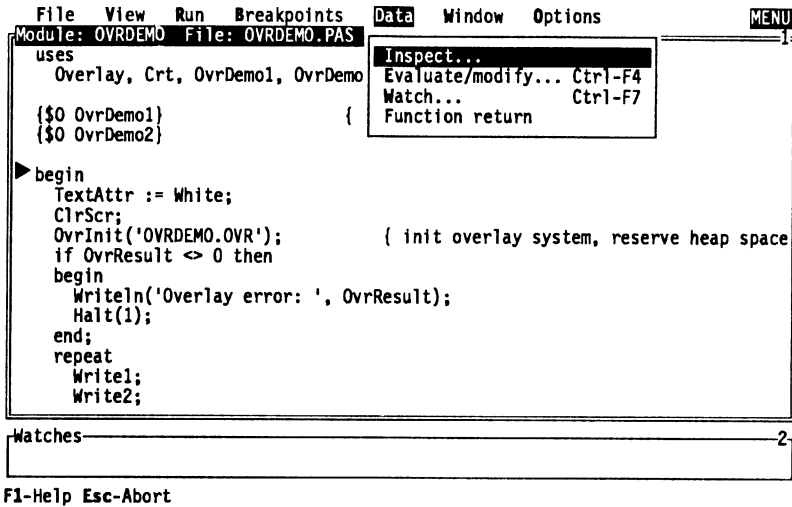 File View Run Breakpoints Data Window Options MENU
Module: OVRDEMO File: OVRDEMO.PAS 1
uses
Overlay, Crt, OvrDemo1, OvrDemo
{$O OvrDemo1} {
{$O OvrDemo2}
Inspect...
Evaluate/modify... Ctrl-F4
Watch... Ctrl-F7
Function return
begin
TextAttr := White;
ClrScr;
OvrInit('OVRDEMO.OVR'); { init overlay system, reserve heap space
if OvrResult <> 0 then
begin
Writeln('Overlay error: ', OvrResult);
Halt(1);
end;
repeat
Write1;
Write2;
Watches 2
F1-Help Esc-Abort